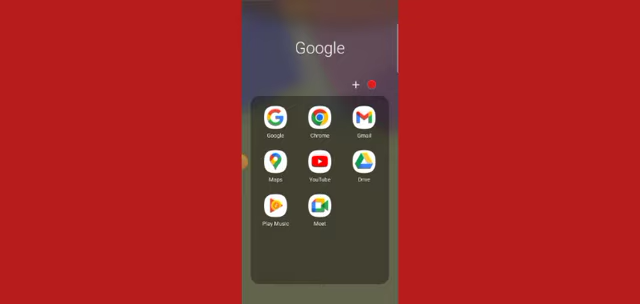 Google
Google Chrome Gmail
Maps YouTube Drive
Play Music Meet